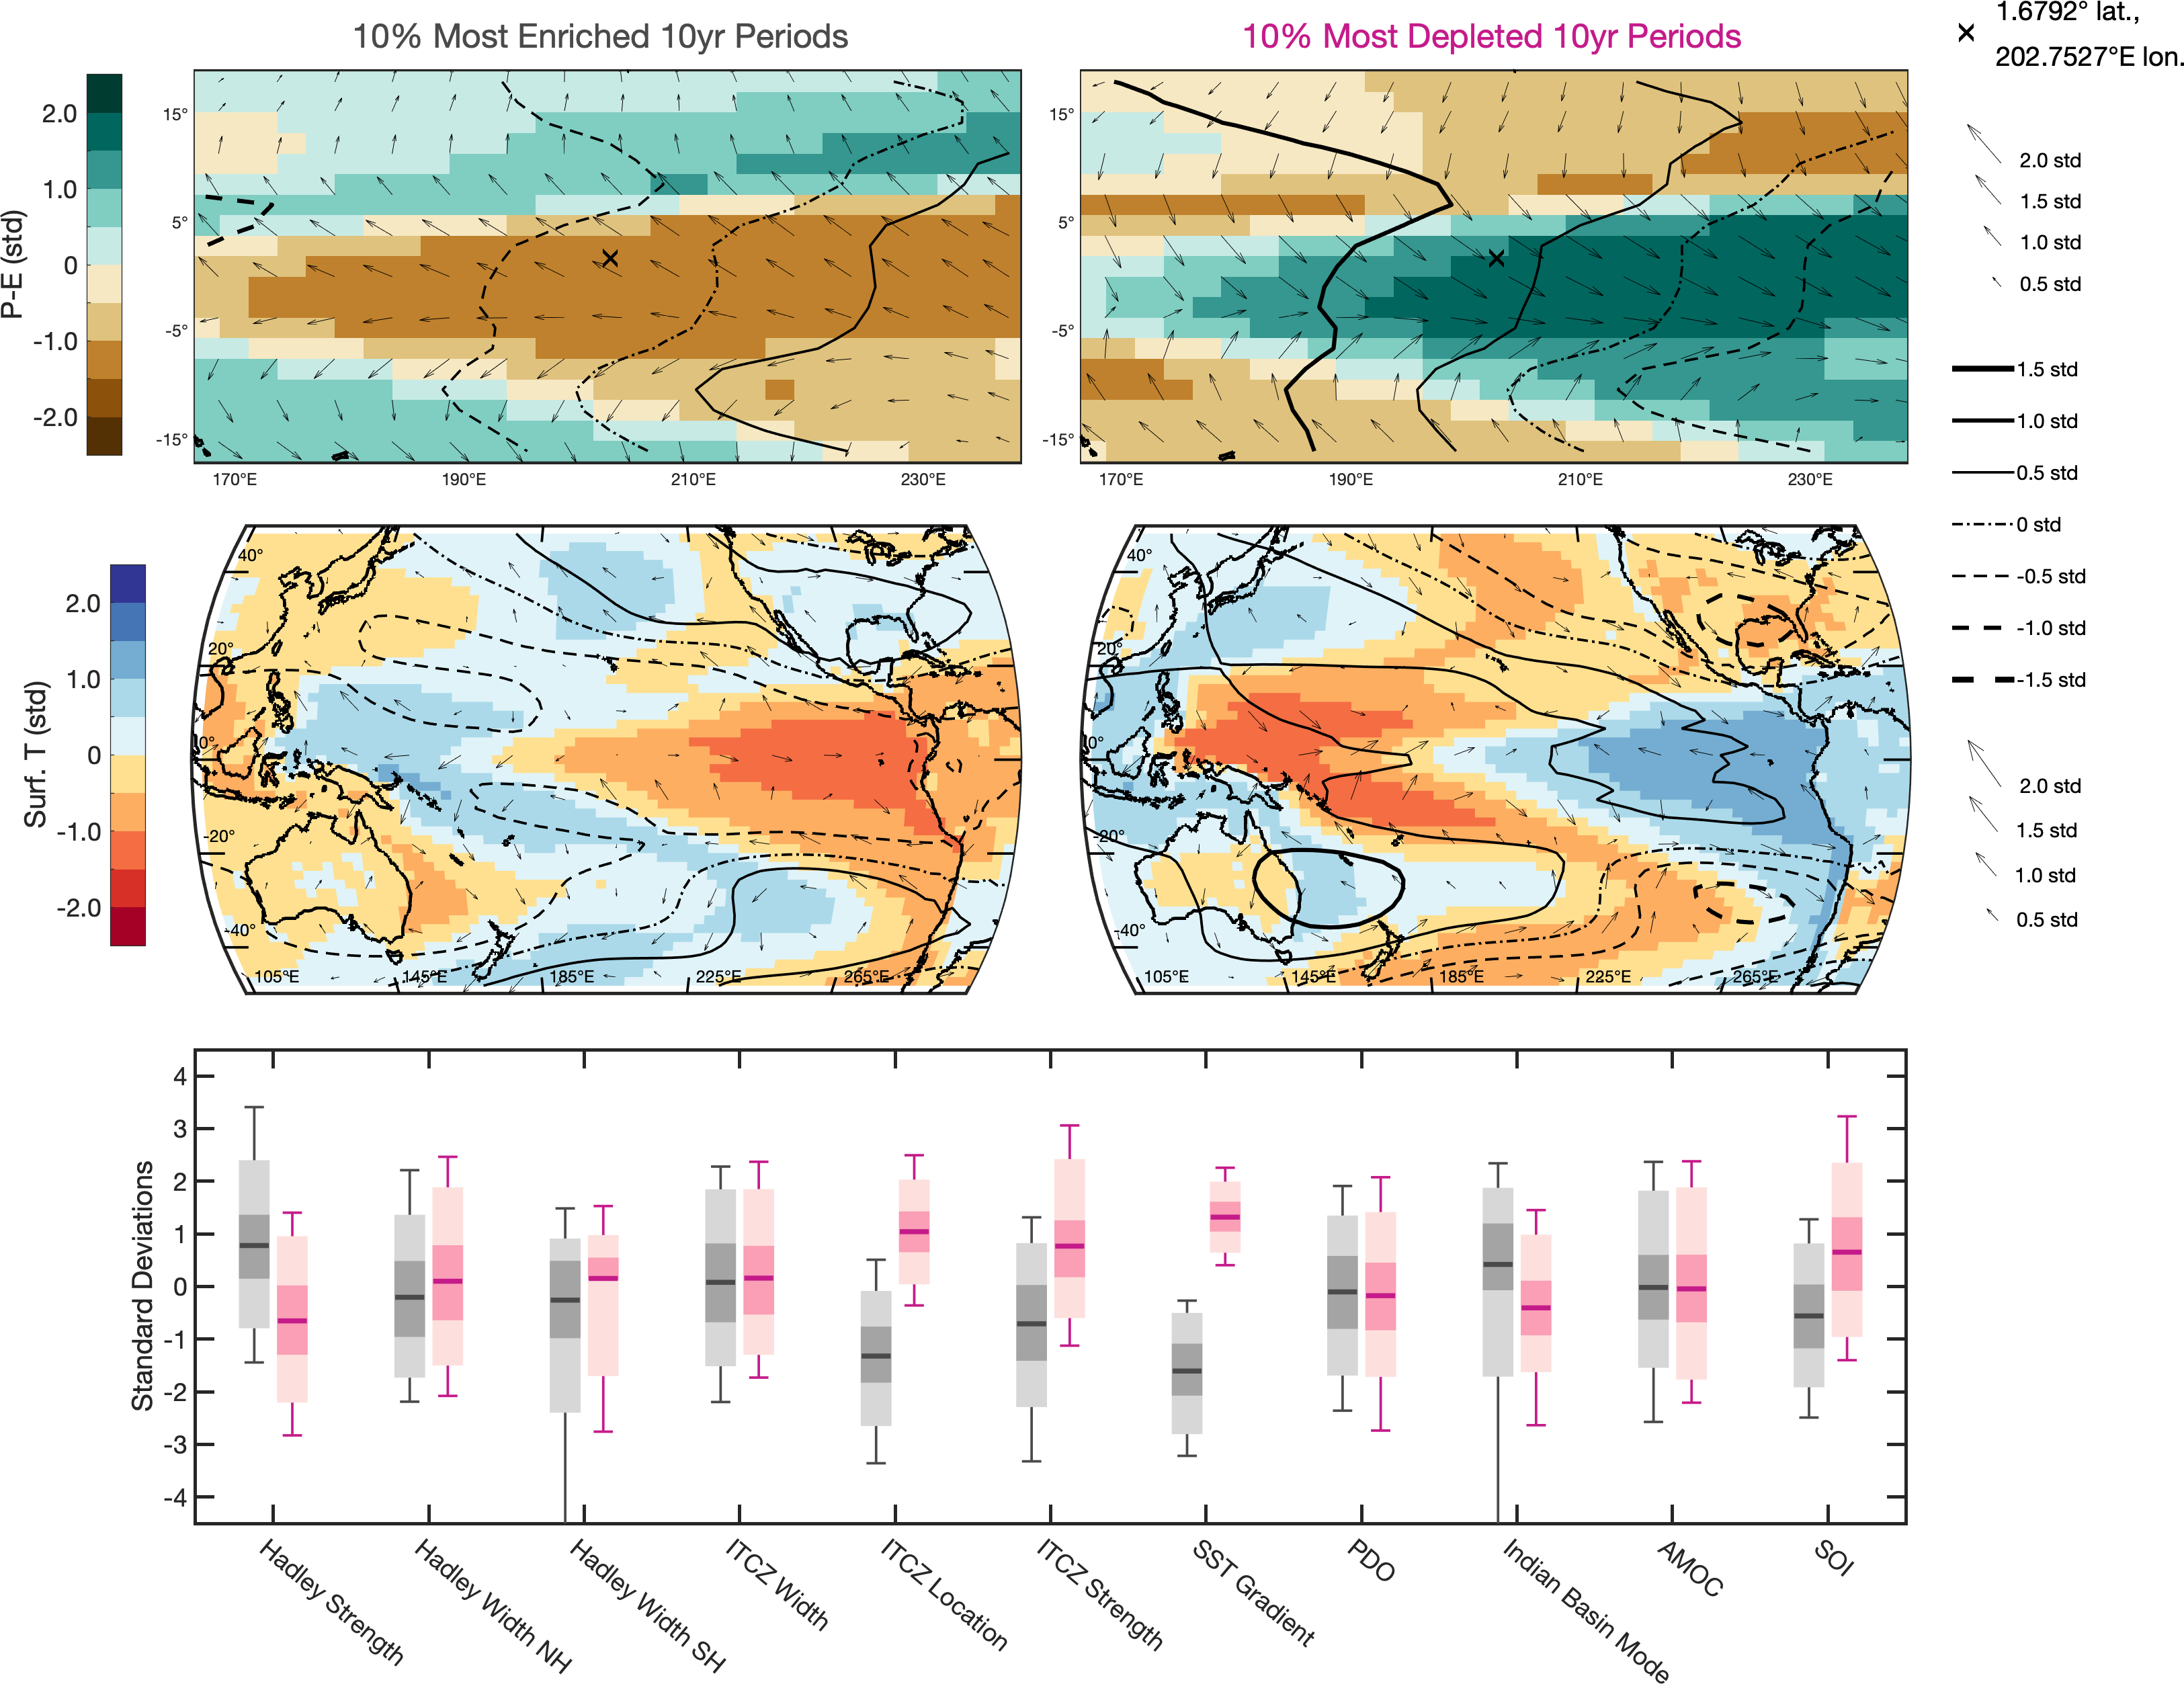 10% Most Enriched 10yr Periods
10% Most Depleted 10yr Periods
1.6792° lat.,
202.7527°E lon.
P-E (std)
2.0
1.0
0
-1.0
-2.0
15°
5°
-5°
-15°
170°E
190°E
210°E
230°E
15°
5°
-5°
-15°
170°E
190°E
210°E
230°E
2.0 std
1.5 std
1.0 std
0.5 std
1.5 std
1.0 std
0.5 std
0 std
-0.5 std
-1.0 std
-1.5 std
2.0 std
1.5 std
1.0 std
0.5 std
Surf. T (std)
2.0
1.0
0
-1.0
-2.0
40°
20°
0°
-20°
-40°
105°E
145°E
185°E
225°E
265°E
40°
20°
0°
-20°
-40°
105°E
145°E
185°E
225°E
265°E
Standard Deviations
4
3
2
1
0
-1
-2
-3
-4
Hadley Strength
Hadley Width NH
Hadley Width SH
ITCZ Width
ITCZ Location
ITCZ Strength
SST Gradient
PDO
Indian Basin Mode
AMOC
SOI